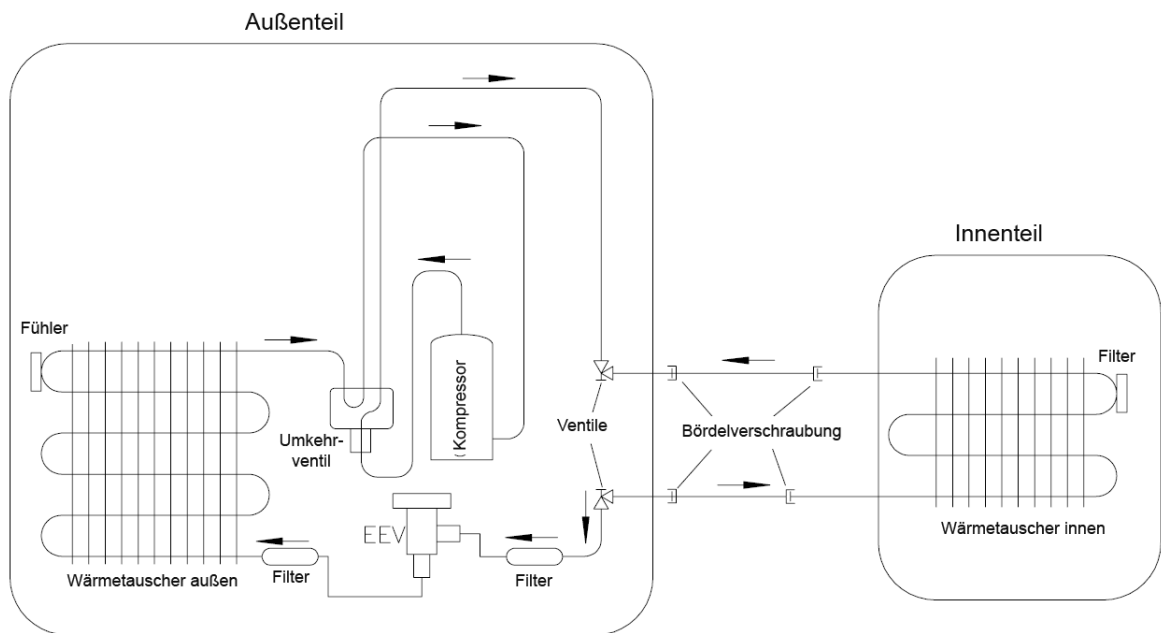 Außenteil
Innenteil
Fühler
Filter
(Kompressor
Umkehr-
ventil
Ventile
Bördelverschraubung
EEV
Wärmetauscher innen
Wärmetauscher außen
Filter
Filter